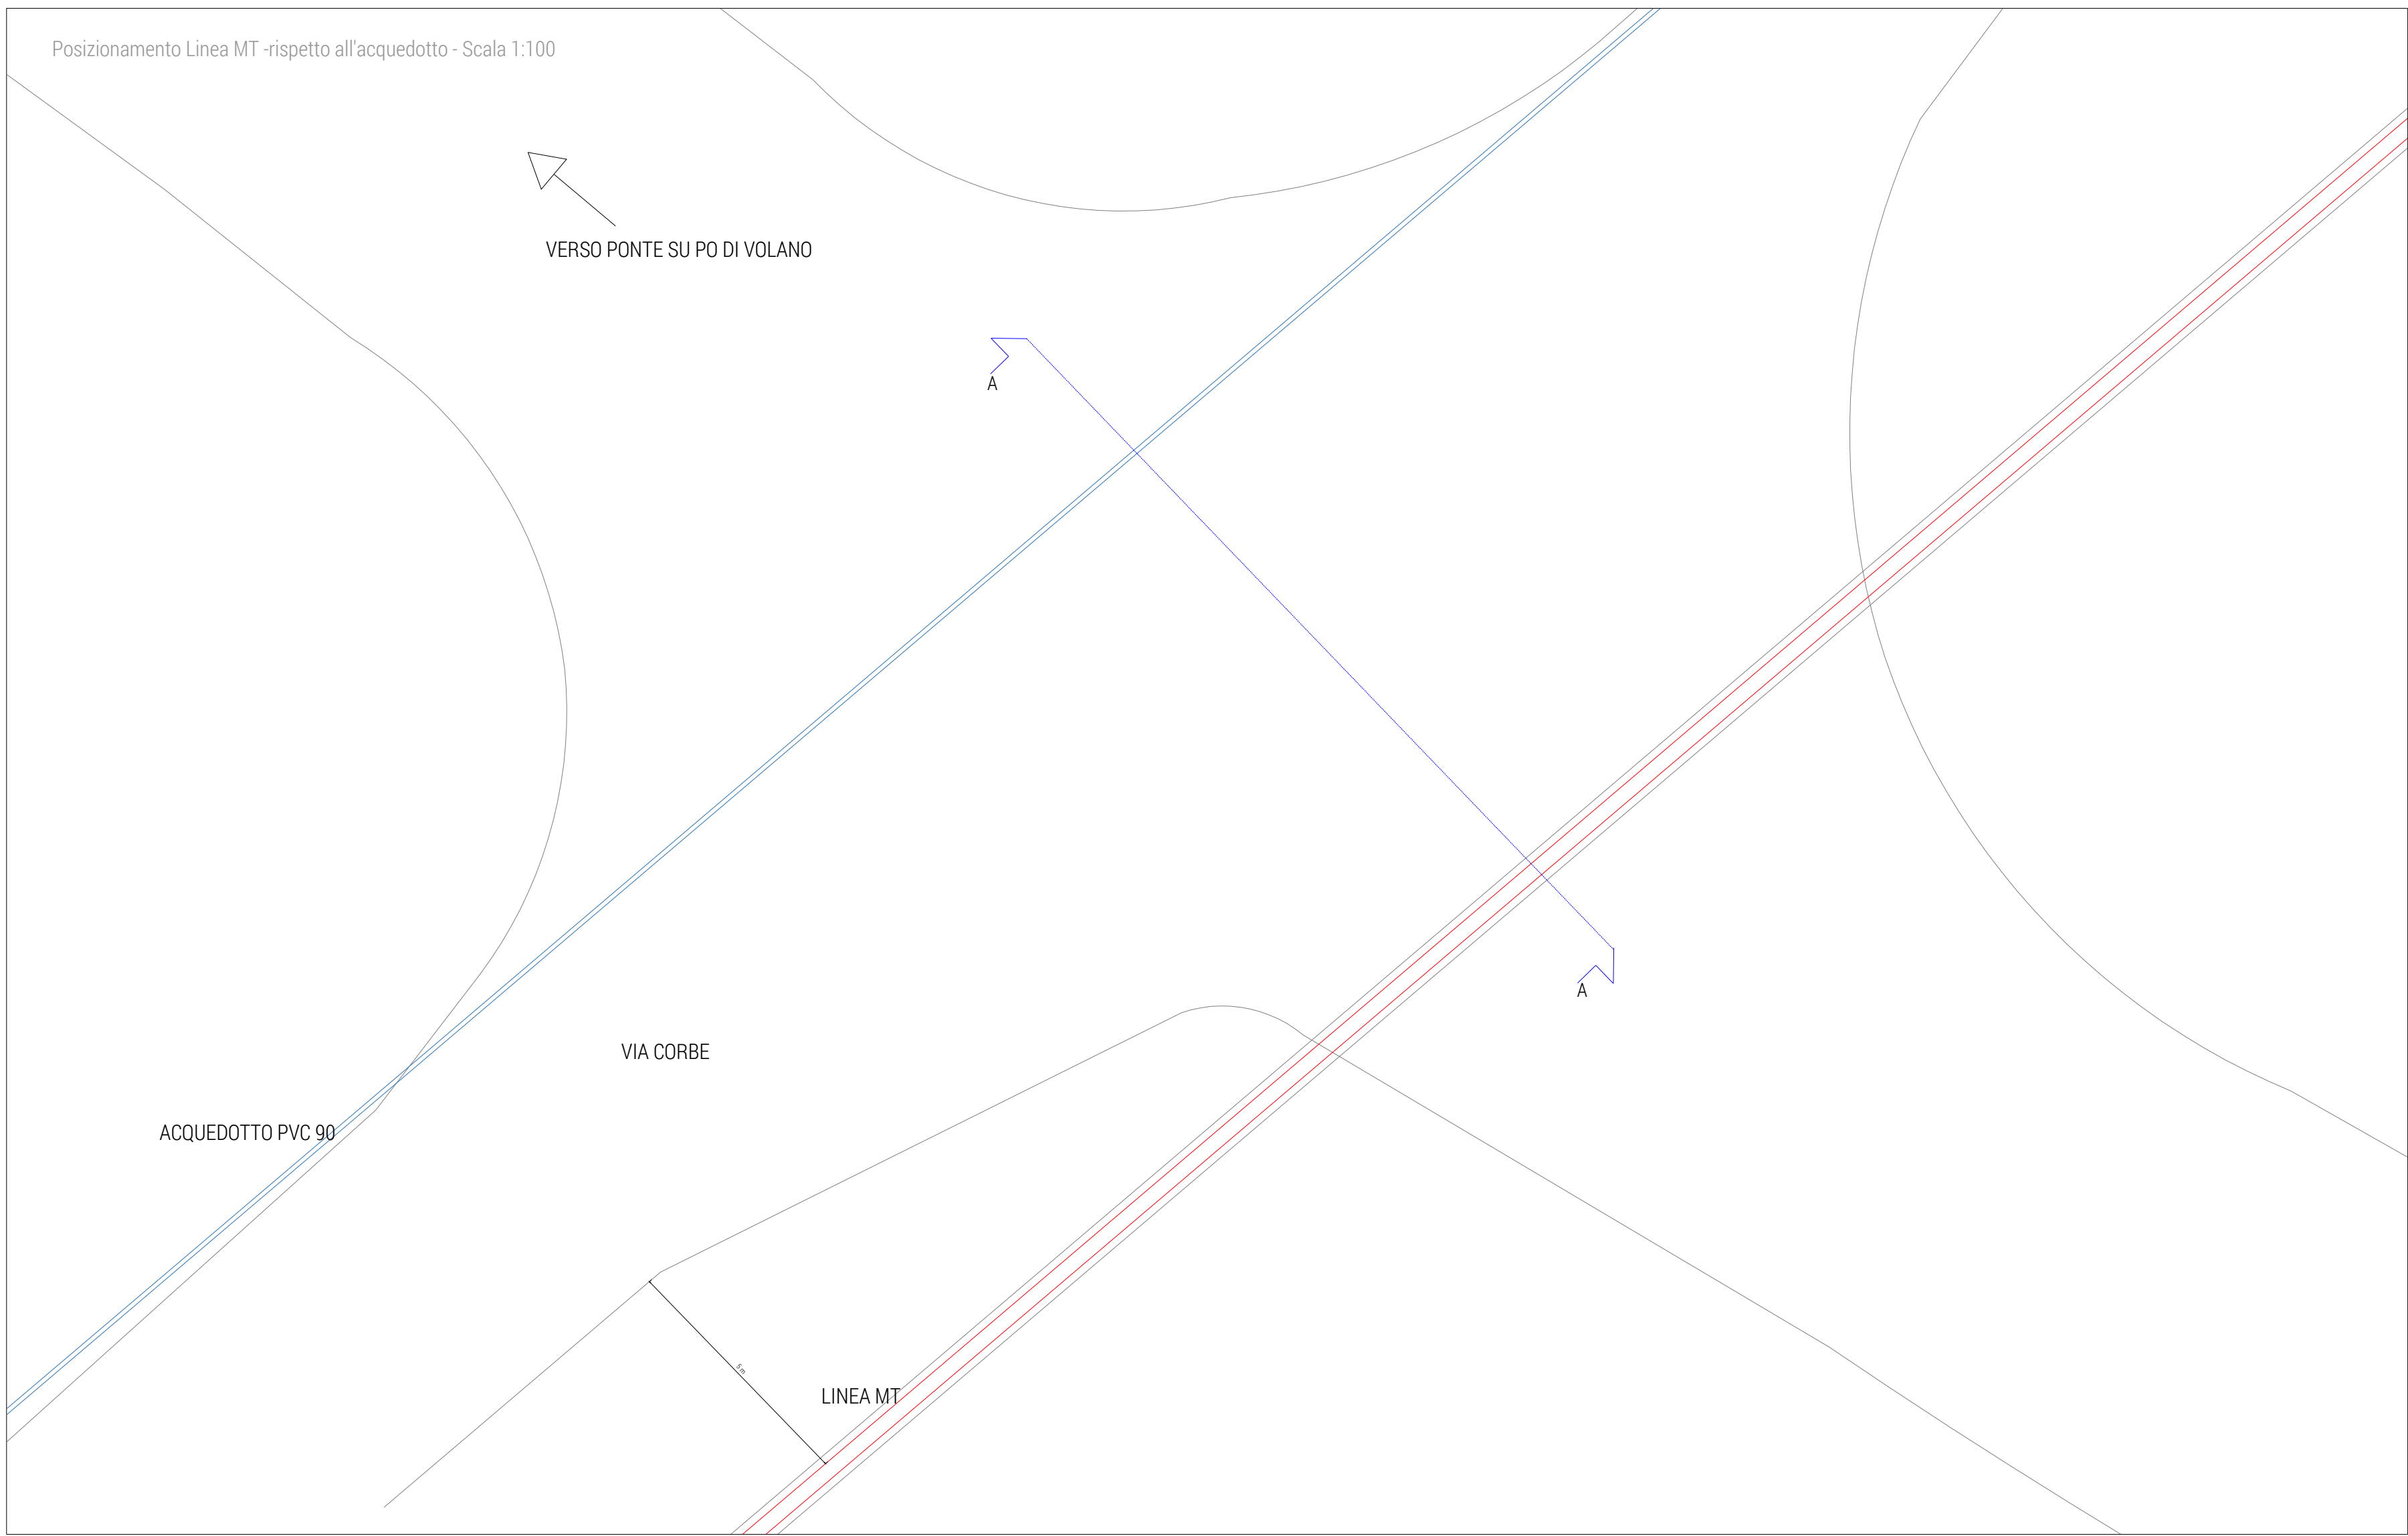 Posizionamento Linea MT -rispetto all'acquedotto - Scala 1:100
VERSO PONTE SU PO DI VOLANO
A
A
VIA CORBE
ACQUEDOTTO PVC 90
5 m
LINEA MT